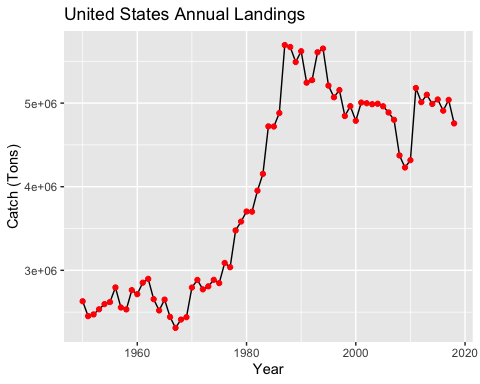 United States Annual Landings
Catch (Tons)
5e+06
4e+06
3e+06
1960 1980 2000 2020
Year